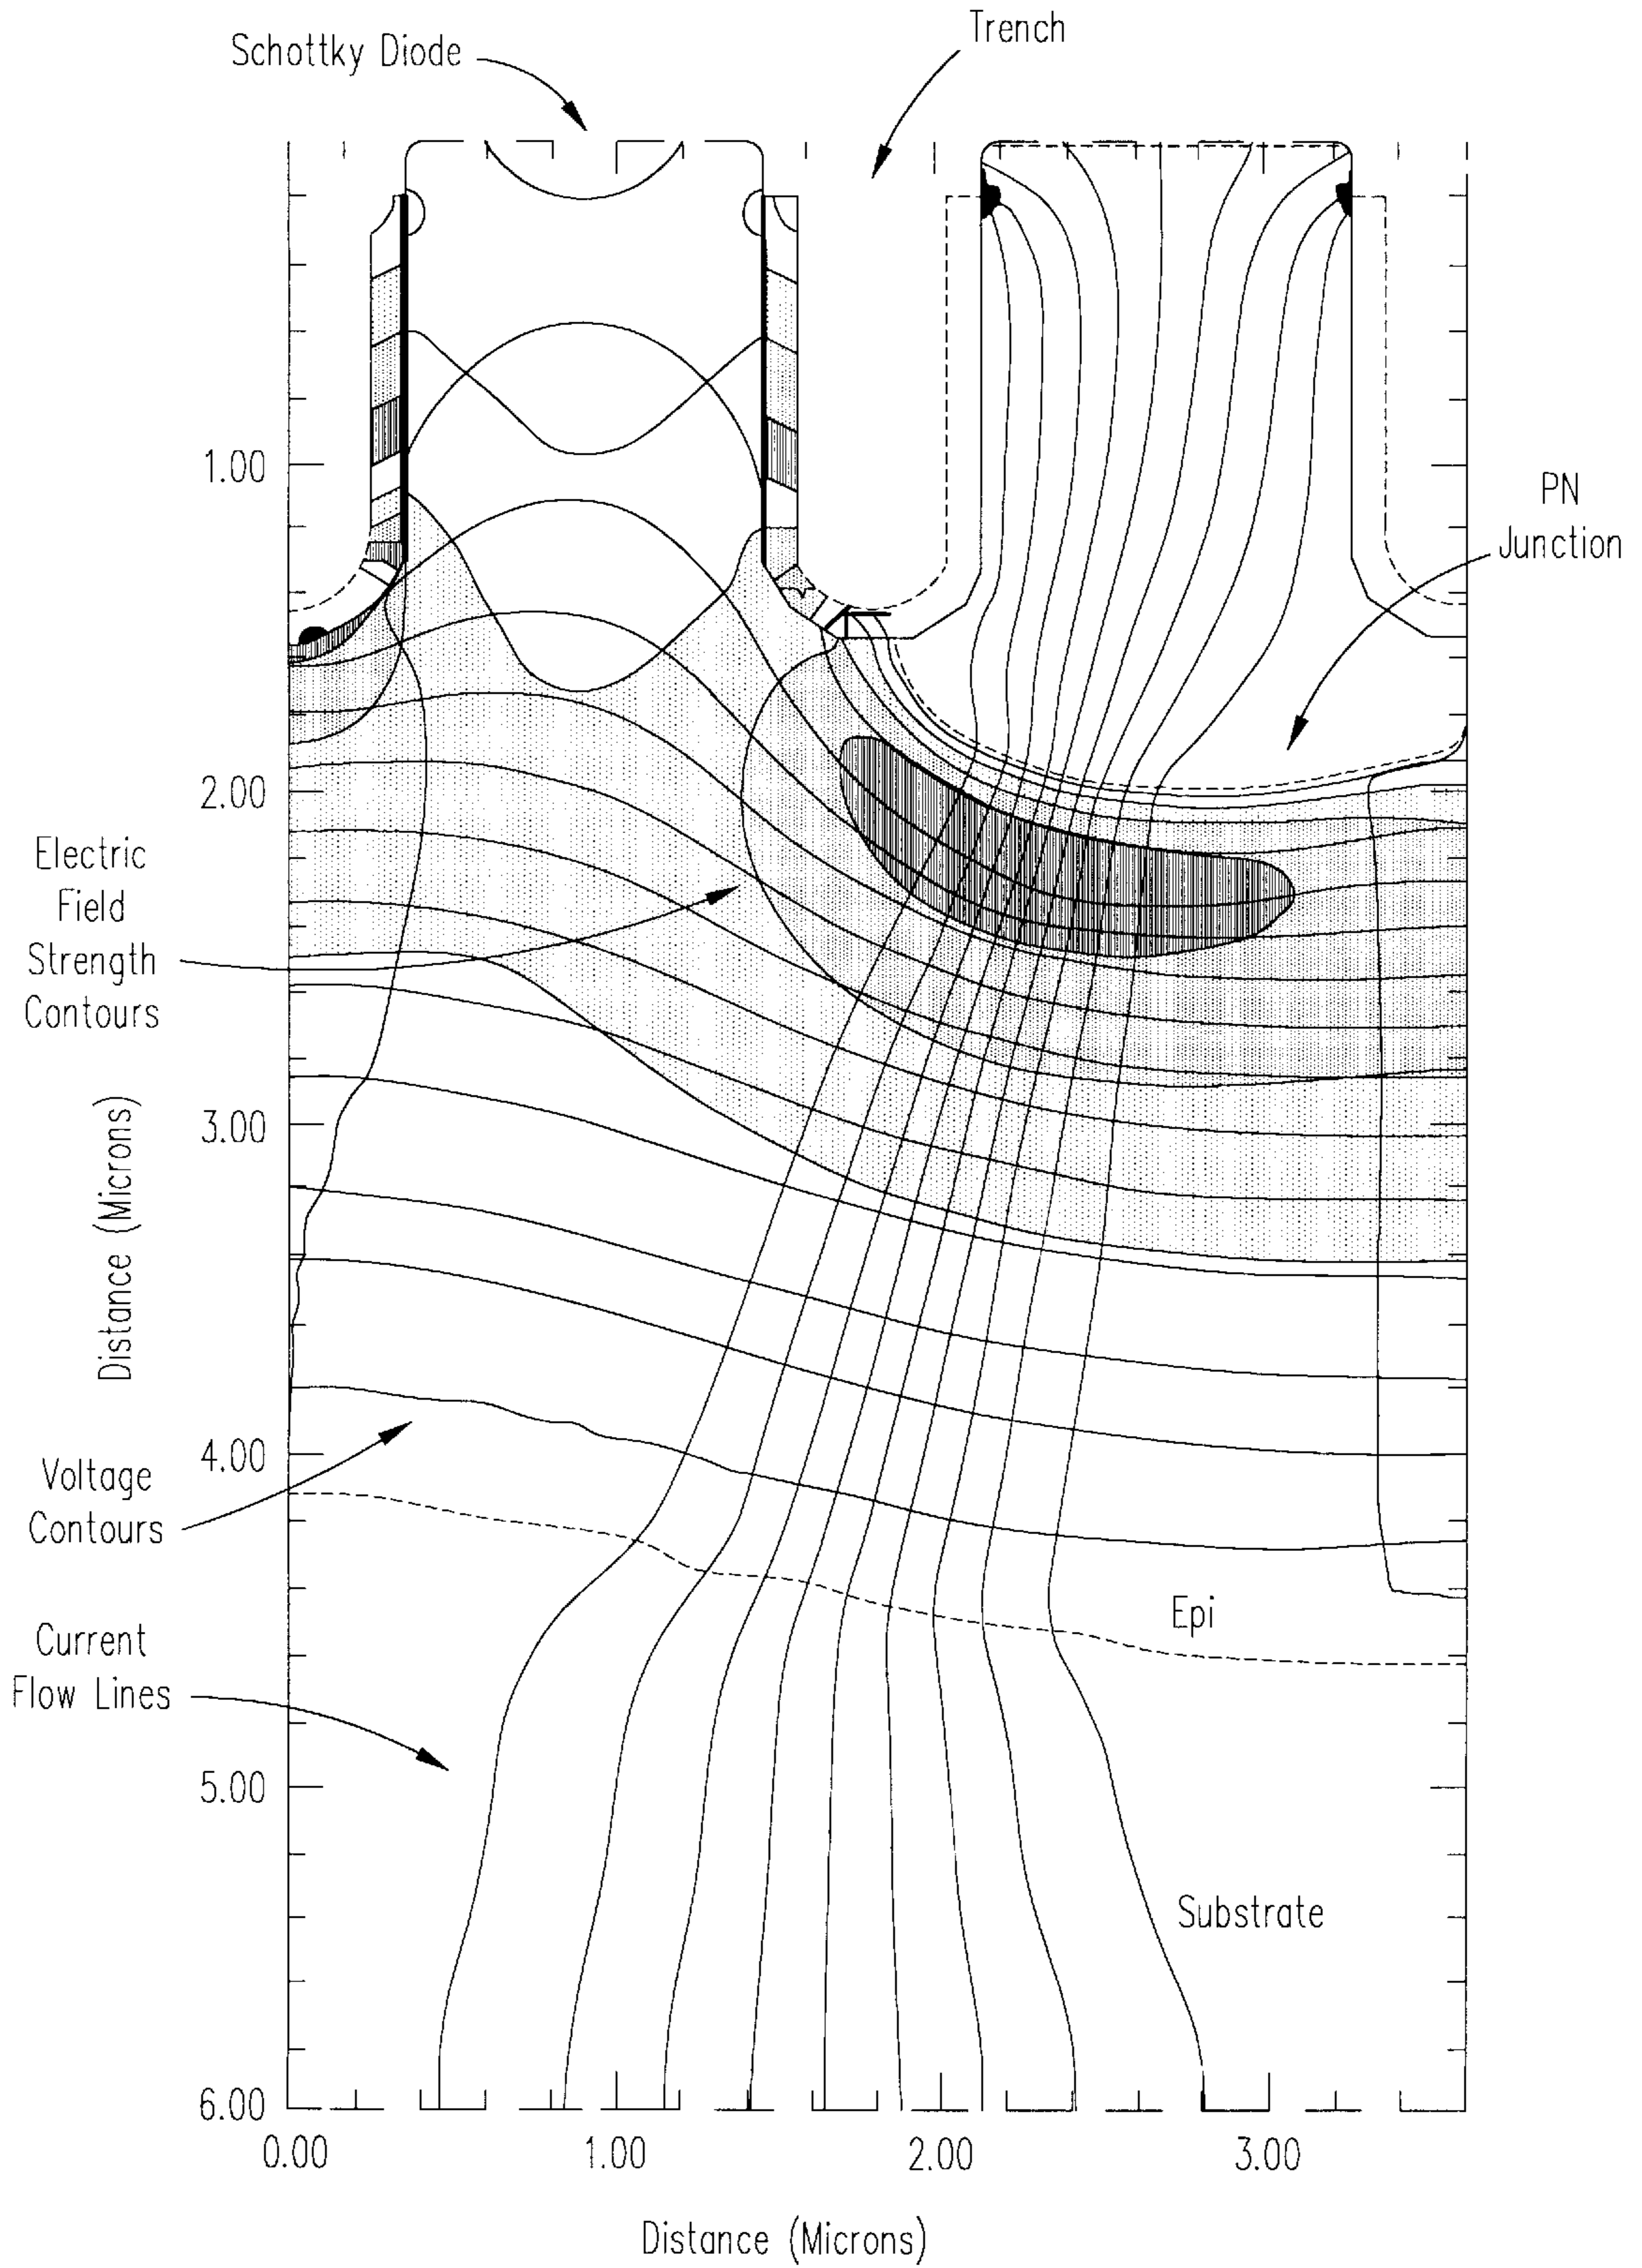 Schottky Diode
Trench
1.00
PN
Junction
2.00
Electric
Field
Strength
Contours
3.00
Distance (Microns)
4.00
Voltage
Contours
Epi
Current
Flow Lines
5.00
Substrate
6.00
0.00 1.00 2.00 3.00
Distance (Microns)